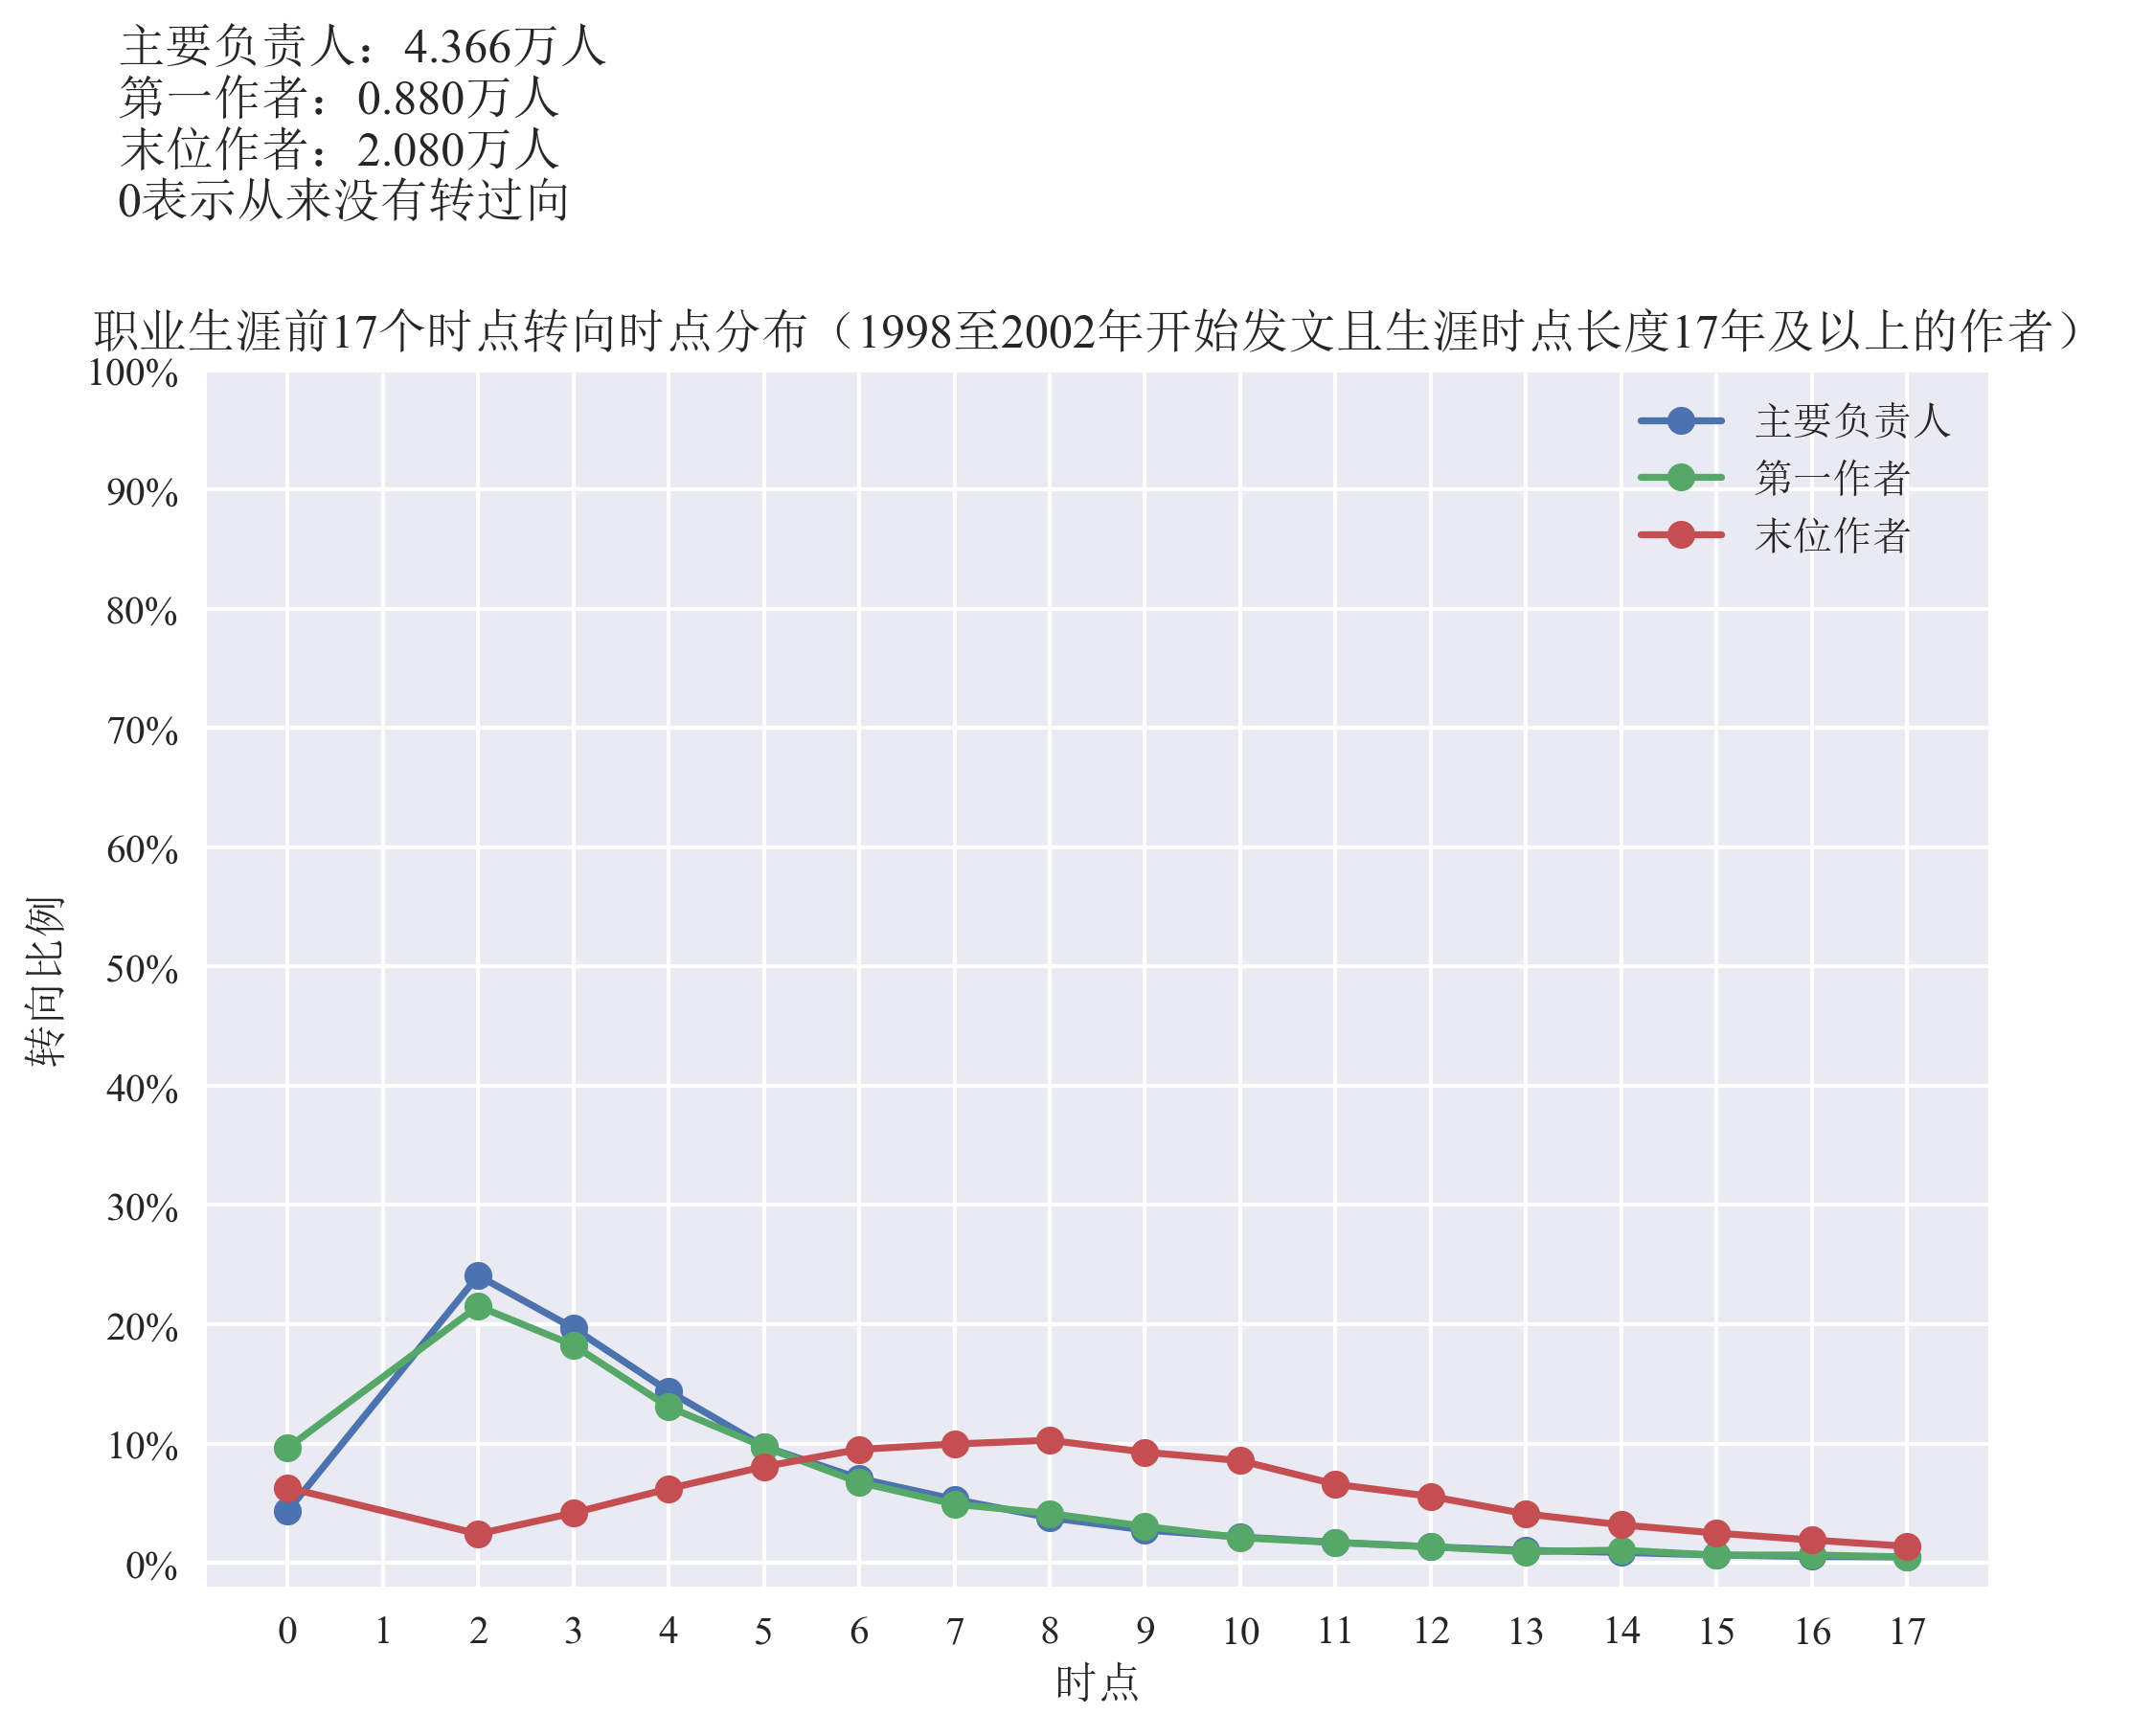 主要负责人：4.366万人
第一作者：0.880万人
末位作者：2.080万人
0表示从来没有转过向
职业生涯前17个时点转向时点分布（1998至2002年开始发文且生涯时点长度17年及以上的作者）
100%
90%
80%
70%
60%
50%
40%
30%
20%
10%
0%
转向比例
主要负责人
第一作者
末位作者
0 1 2 3 4 5 6 7 8 9 10 11 12 13 14 15 16 17
时点